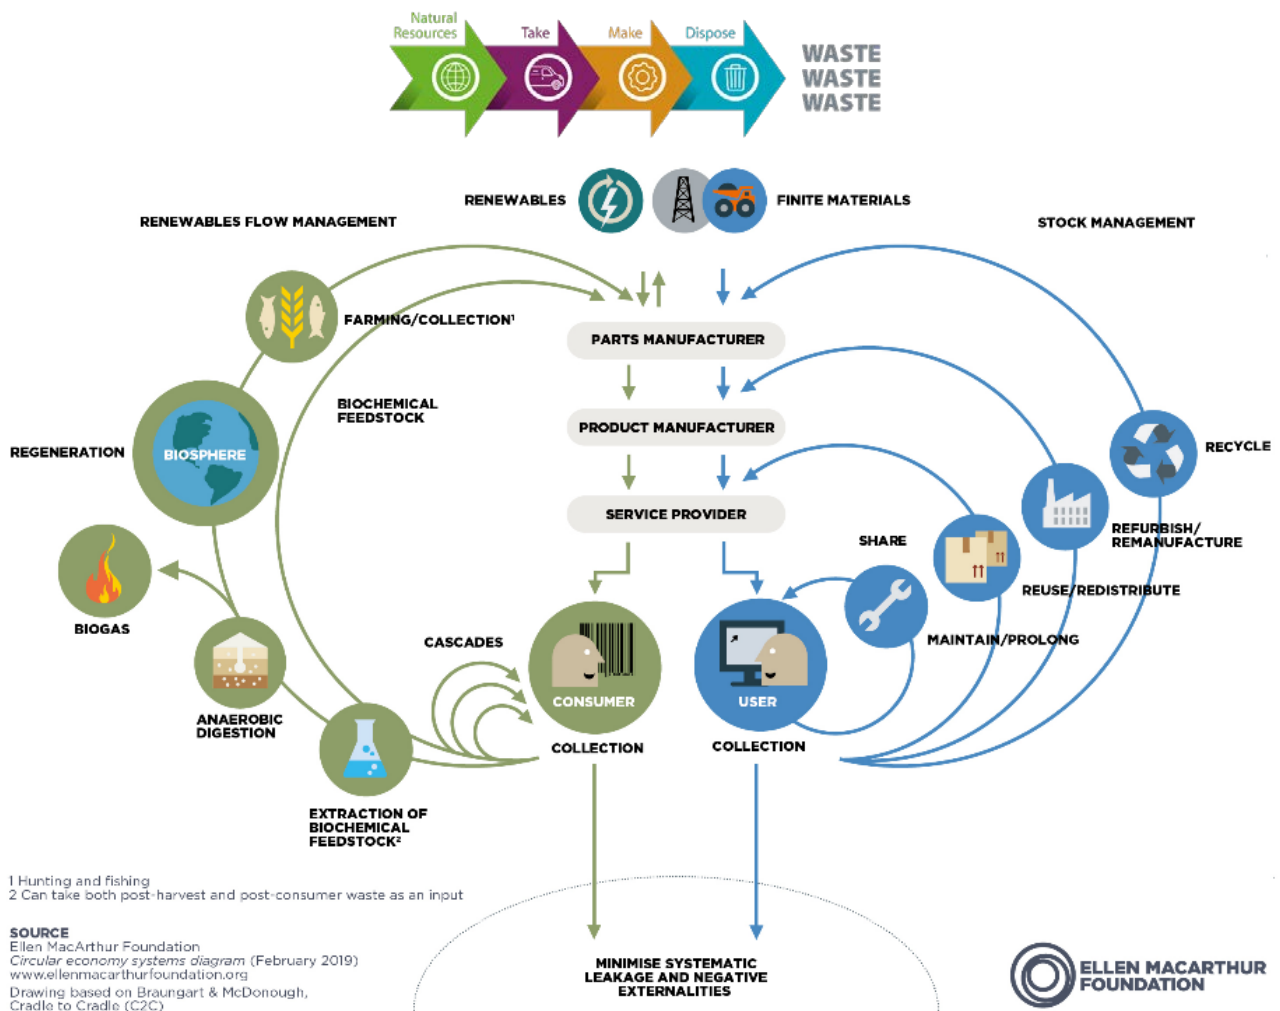 Natural
Resources
Take
Make
Dispose
WASTE
WASTE
WASTE
RENEWABLES
FINITE MATERIALS
RENEWABLES FLOW MANAGEMENT
STOCK MANAGEMENT
FARMING/COLLECTION¹
PARTS MANUFACTURER
BIOCHEMICAL
FEEDSTOCK
PRODUCT MANUFACTURER
REGENERATION
BIOSPHERE
RECYCLE
SERVICE PROVIDER
REFURBISH/
REMANUFACTURE
SHARE
REUSE/REDISTRIBUTE
BIOGAS
CASCADES
MAINTAIN/PROLONG
CONSUMER
USER
ANAEROBIC
DIGESTION
COLLECTION
COLLECTION
EXTRACTION OF
BIOCHEMICAL
FEEDSTOCK²
1 Hunting and fishing
2 Can take both post-harvest and post-consumer waste as an input
SOURCE
Ellen MacArthur Foundation
Circular economy systems diagram (February 2019)
www.ellenmacarthurfoundation.org
Drawing based on Braungart & McDonough,
Cradle to Cradle (C2C)
MINIMISE SYSTEMATIC
LEAKAGE AND NEGATIVE
EXTERNALITIES
ELLEN MACARTHUR
FOUNDATION